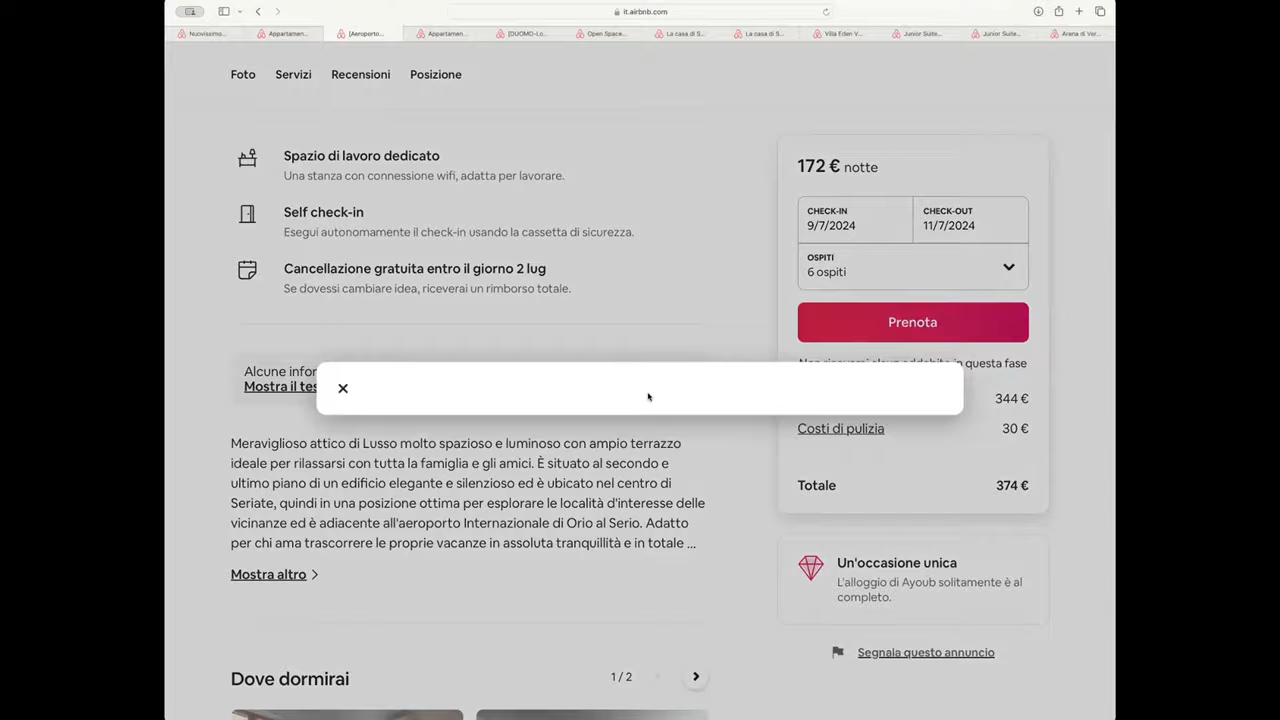 it.airbnb.com
Nuovissimo...
Appartamen...
(Aeroporto...
Appartamen...
[DUOMO-Lo...
Open Space...
La casa di S...
La casa di S...
Villa Eden V...
Junior Suite...
Junior Suite...
Arena di Ver...
Foto Servizi Recensioni Posizione
Spazio di lavoro dedicato
Una stanza con connessione wifi, adatta per lavorare.
Self check-in
Esegui autonomamente il check-in usando la cassetta di sicurezza.
Cancellazione gratuita entro il giorno 2 lug
Se dovessi cambiare idea, riceverai un rimborso totale.
Alcune infor
Mostra il tes
Meraviglioso attico di Lusso molto spazioso e luminoso con ampio terrazzo
ideale per rilassarsi con tutta la famiglia e gli amici. È situato al secondo e
ultimo piano di un edificio elegante e silenzioso ed è ubicato nel centro di
Seriate, quindi in una posizione ottima per esplorare le località d'interesse delle
vicinanze ed è adiacente all'aeroporto Internazionale di Orio al Serio. Adatto
per chi ama trascorrere le proprie vacanze in assoluta tranquillità e in totale ...
Mostra altro
Dove dormirai
1 / 2
172 € notte
CHECK-IN
9/7/2024
CHECK-OUT
11/7/2024
OSPITI
6 ospiti
Prenota
in questa fase
344 €
Costi di pulizia 30 €
Totale 374 €
Un'occasione unica
L'alloggio di Ayoub solitamente è al
completo.
Segnala questo annuncio